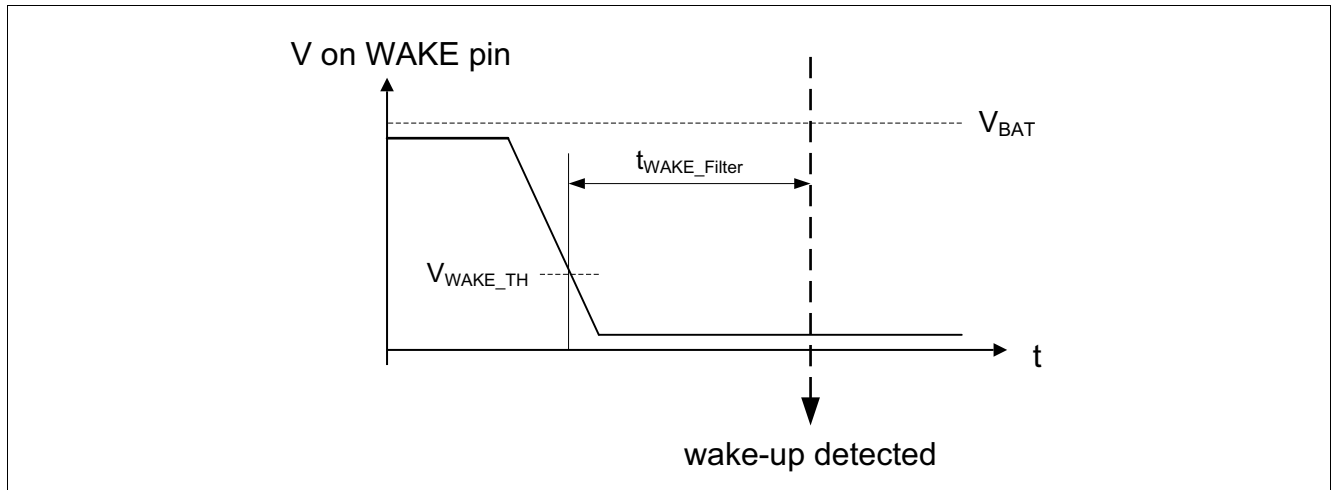 V on WAKE pin
VBAT
tWAKE_Filter
VWAKE_TH
t
wake-up detected